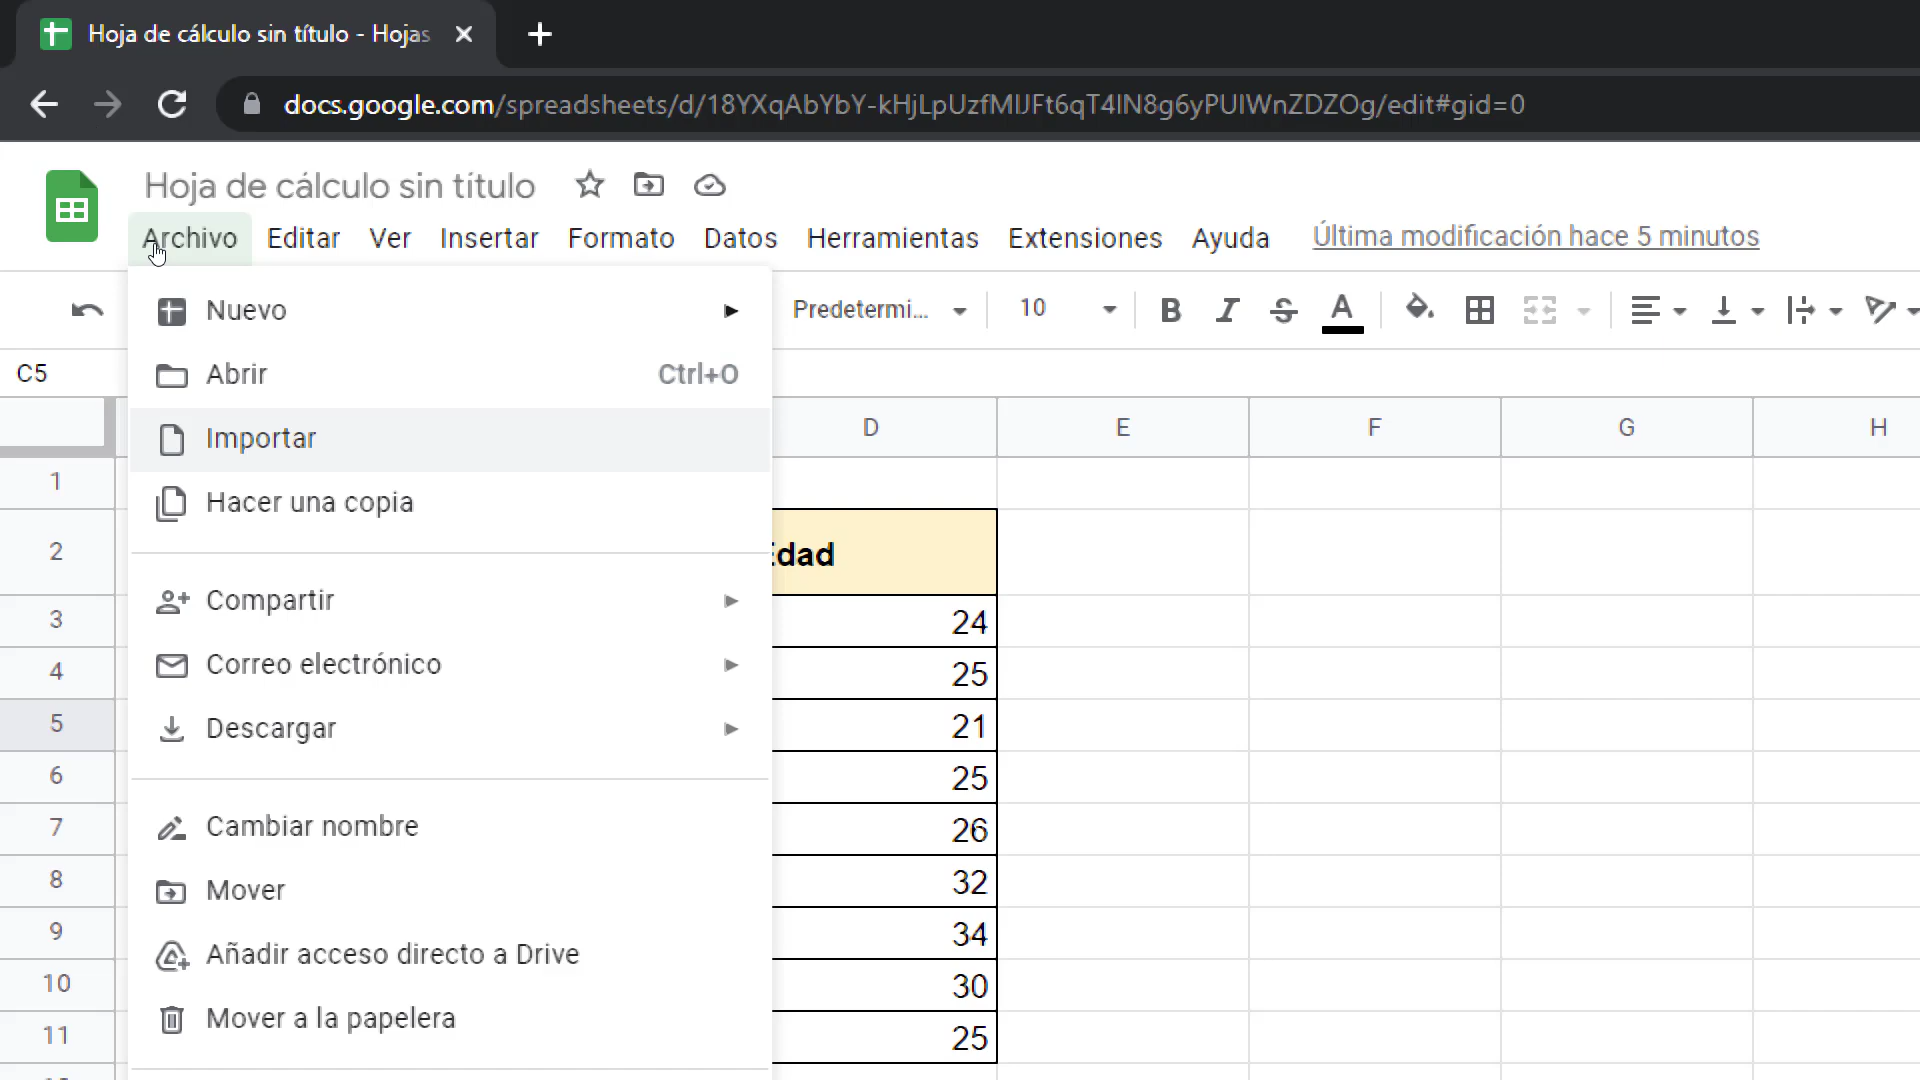 Hoja de cálculo sin título - Hojas
docs.google.com/spreadsheets/d/18YXqAbYbY-kHjLpUzfMIJFt6qT4lN8g6yPUlWnZDZOg/edit#gid=0
Hoja de cálculo sin título
Archivo Editar Ver Insertar Formato Datos Herramientas Extensiones Ayuda Última modificación hace 5 minutos
Predetermi... 10 B I S A
C5
Nuevo
Abrir Ctrl+O
Importar
Hacer una copia
Compartir
Correo electrónico
Descargar
Cambiar nombre
Mover
Añadir acceso directo a Drive
Mover a la papelera
D E F G H
1
2 Edad
3 24
4 25
5 21
6 25
7 26
8 32
9 34
10 30
11 25